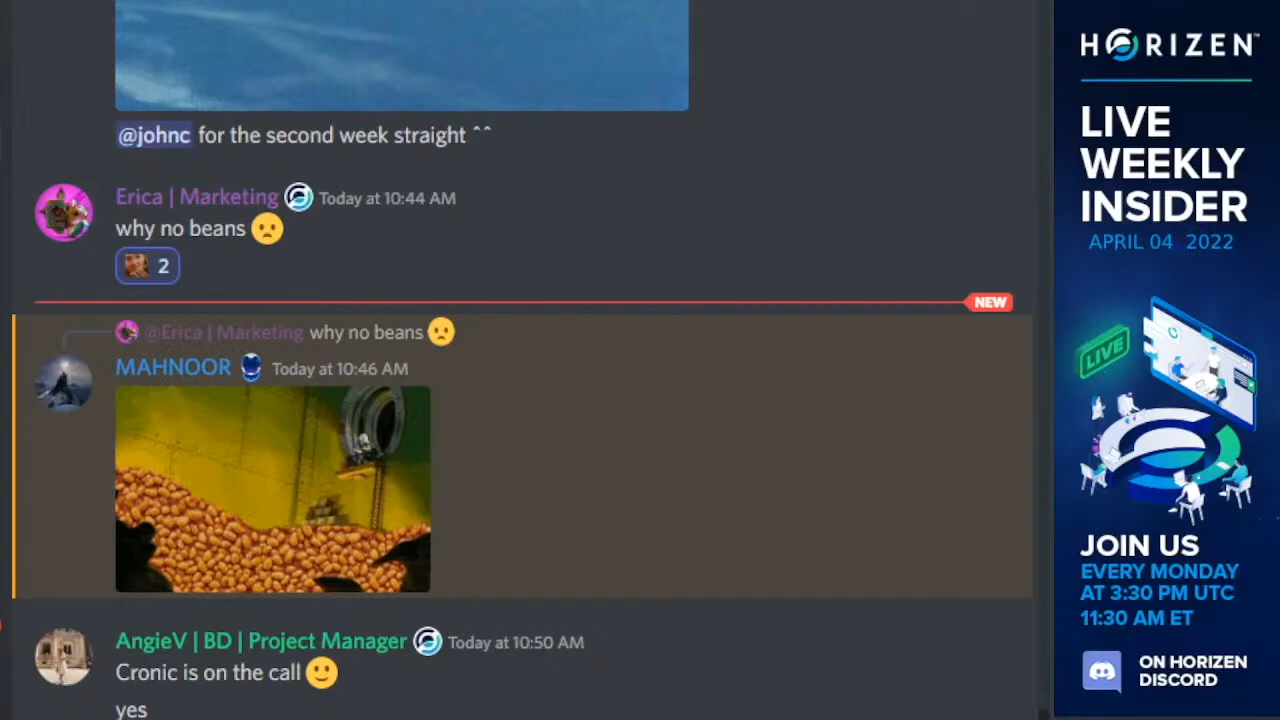 @johnc for the second week straight ^^
Erica | Marketing Today at 10:44 AM
why no beans
2
NEW
@Erica | Marketing why no beans
MAHNOOR Today at 10:46 AM
AngieV | BD | Project Manager Today at 10:50 AM
Cronic is on the call
yes
HORIZEN™
LIVE
WEEKLY
INSIDER
APRIL 04 2022
LIVE
JOIN US
EVERY MONDAY
AT 3:30 PM UTC
11:30 AM ET
ON HORIZEN
DISCORD